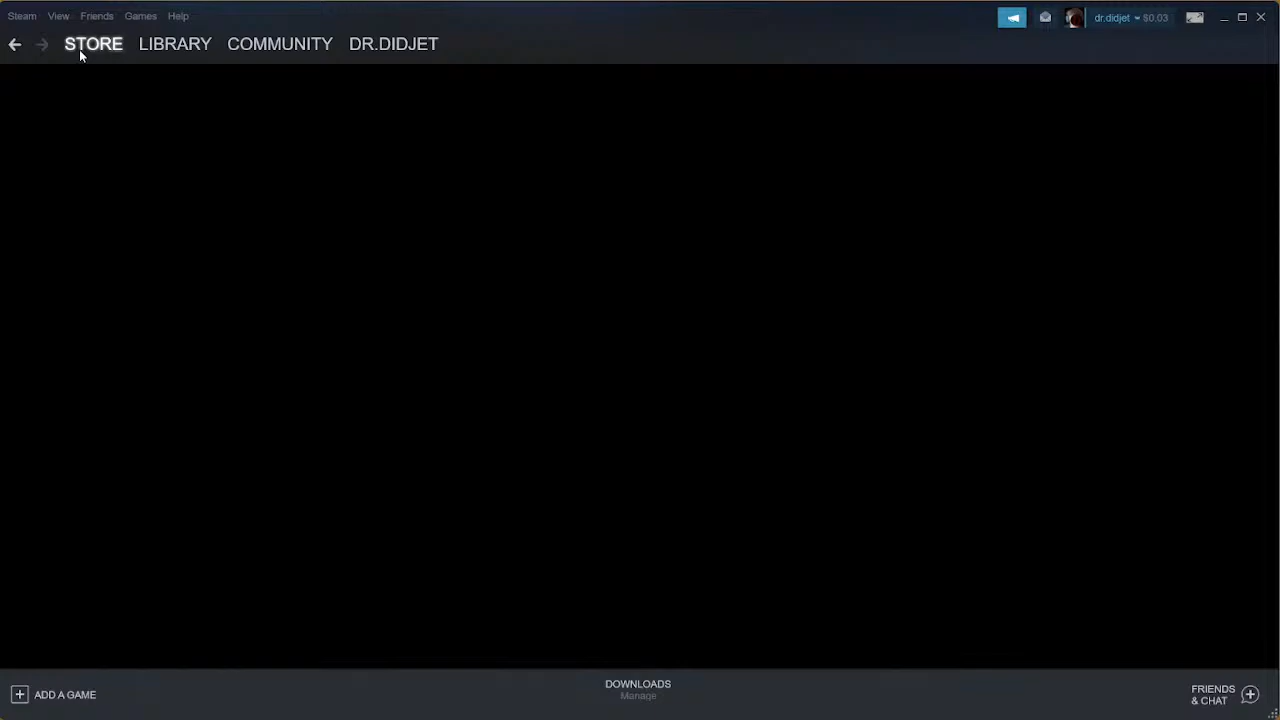 Steam View Friends Games Help
dr.didjet $0.03
STORE LIBRARY COMMUNITY DR.DIDJET
ADD A GAME
DOWNLOADS
Manage
FRIENDS
& CHAT